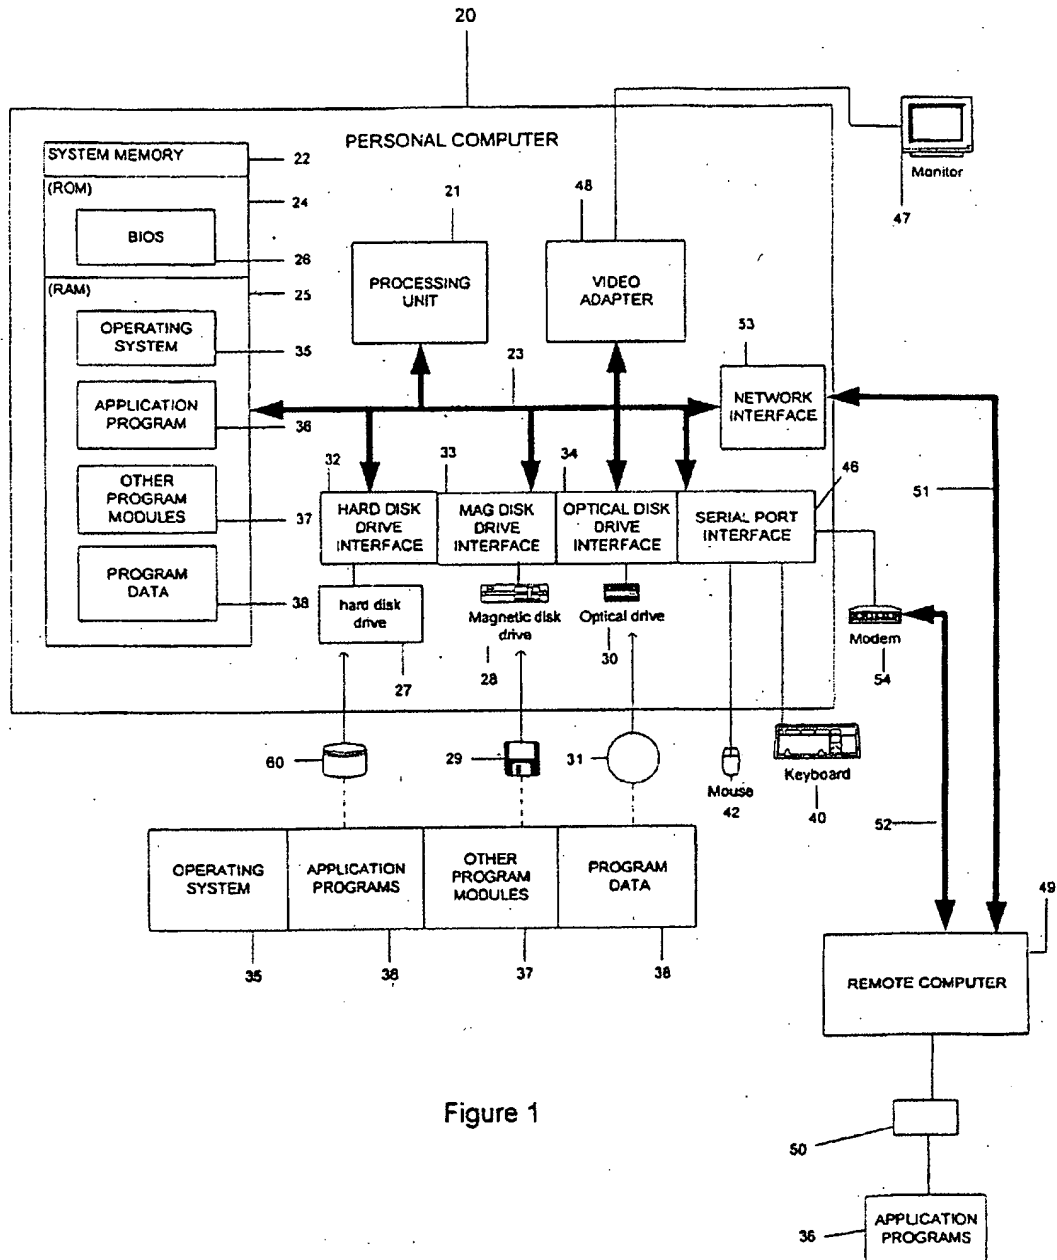 20
PERSONAL COMPUTER
SYSTEM MEMORY
22
(ROM)
24
BIOS
26
(RAM)
25
OPERATING
SYSTEM
35
APPLICATION
PROGRAM
36
OTHER
PROGRAM
MODULES
37
PROGRAM
DATA
38
21
PROCESSING
UNIT
48
VIDEO
ADAPTER
Monitor
47
23
53
NETWORK
INTERFACE
32
HARD DISK
DRIVE
INTERFACE
33
MAG DISK
DRIVE
INTERFACE
34
OPTICAL DISK
DRIVE
INTERFACE
46
SERIAL PORT
INTERFACE
51
hard disk
drive
27
Magnetic disk
drive
28
Optical drive
30
Modem
54
60
29
31
Mouse
42
Keyboard
40
52
OPERATING
SYSTEM
35
APPLICATION
PROGRAMS
36
OTHER
PROGRAM
MODULES
37
PROGRAM
DATA
38
49
REMOTE COMPUTER
50
36
APPLICATION
PROGRAMS
Figure 1